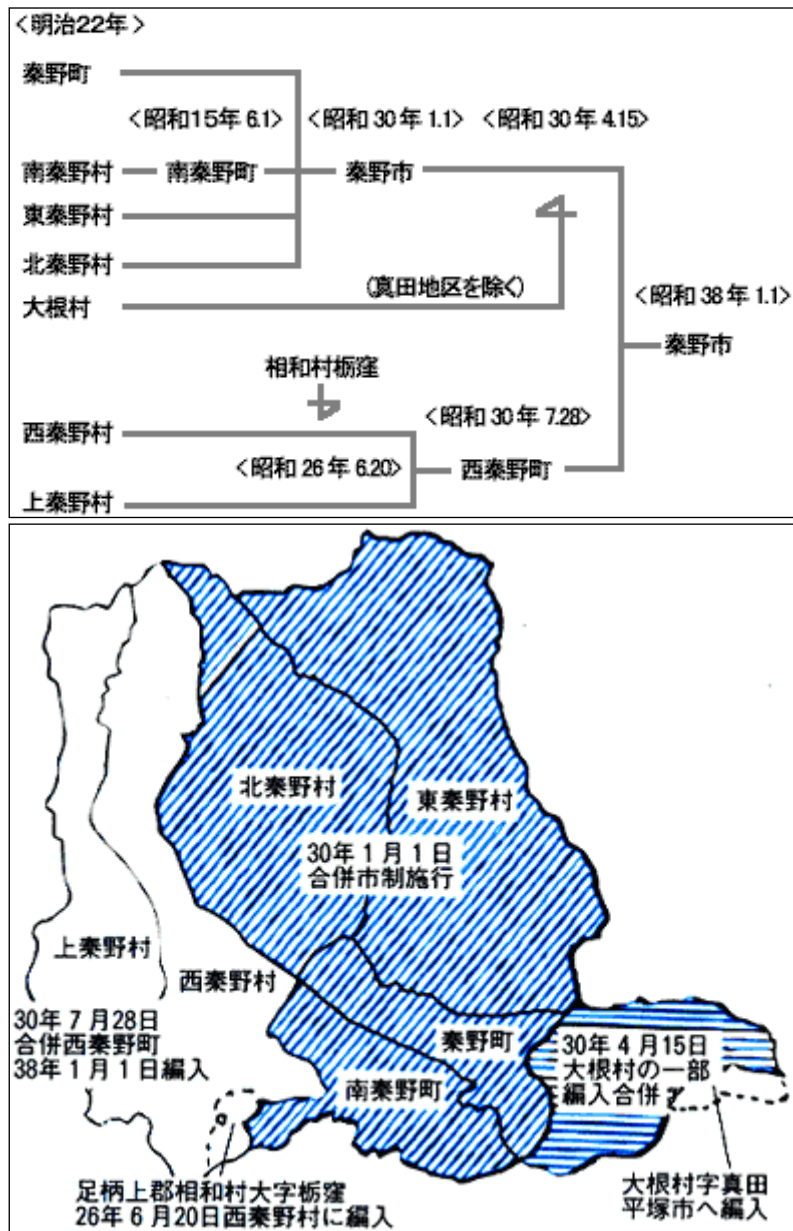 ＜明治22年＞
秦野町
＜昭和15年 6.1＞ ＜昭和 30年 1.1＞ ＜昭和 30年 4.15＞
南秦野村 南秦野町 秦野市
東秦野村
北秦野村
(真田地区を除く)
大根村
＜昭和 38年 1.1＞
秦野市
相和村栃窪
＜昭和 30年 7.28＞
西秦野村
＜昭和 26年 6.20＞ 西秦野町
上秦野村
北秦野村
東秦野村
30年 1 月 1 日
合併市制施行
上秦野村
西秦野村
30年 7 月28日
合併西秦野町
38年 1 月 1 日編入
秦野町
南秦野町
30年 4 月15日
大根村の一部
編入合併
足柄上郡相和村大字栃窪
26年 6 月20日西秦野村に編入
大根村字真田
平塚市へ編入